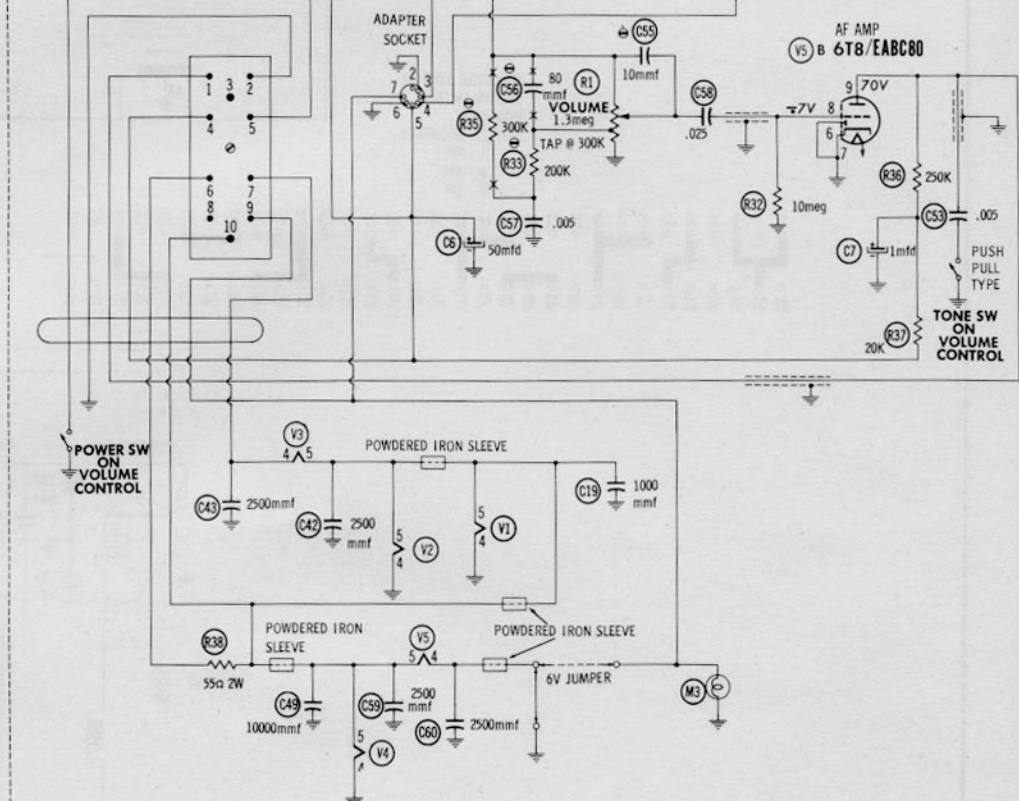 ADAPTER
SOCKET
C55
10mmf
AF AMP
V5 B 6T8/EABC80
1
3
2
4
5
6
7
8
9
10
2
3
7
6
4
5
C56
80
mmf
R1
VOLUME
1.3meg
TAP @ 300K
C58
.025
R35
300K
R33
200K
9
70V
8
∓7V
6
7
C57
.005
C6
50mfd
R32
10meg
R36
250K
C53
.005
C7
1mfd
PUSH
PULL
TYPE
R37
20K
TONE SW
ON
VOLUME
CONTROL
POWER SW
ON
VOLUME
CONTROL
V3
4 5
POWDERED IRON SLEEVE
C43
2500mmf
C42
2500
mmf
5
4
V2
5
4
V1
C19
1000
mmf
R38
55Ω 2W
POWDERED IRON
SLEEVE
V5
5 4
POWDERED IRON SLEEVE
6V JUMPER
M3
C49
10000mmf
C59
2500
mmf
C60
2500mmf
5
4
V4